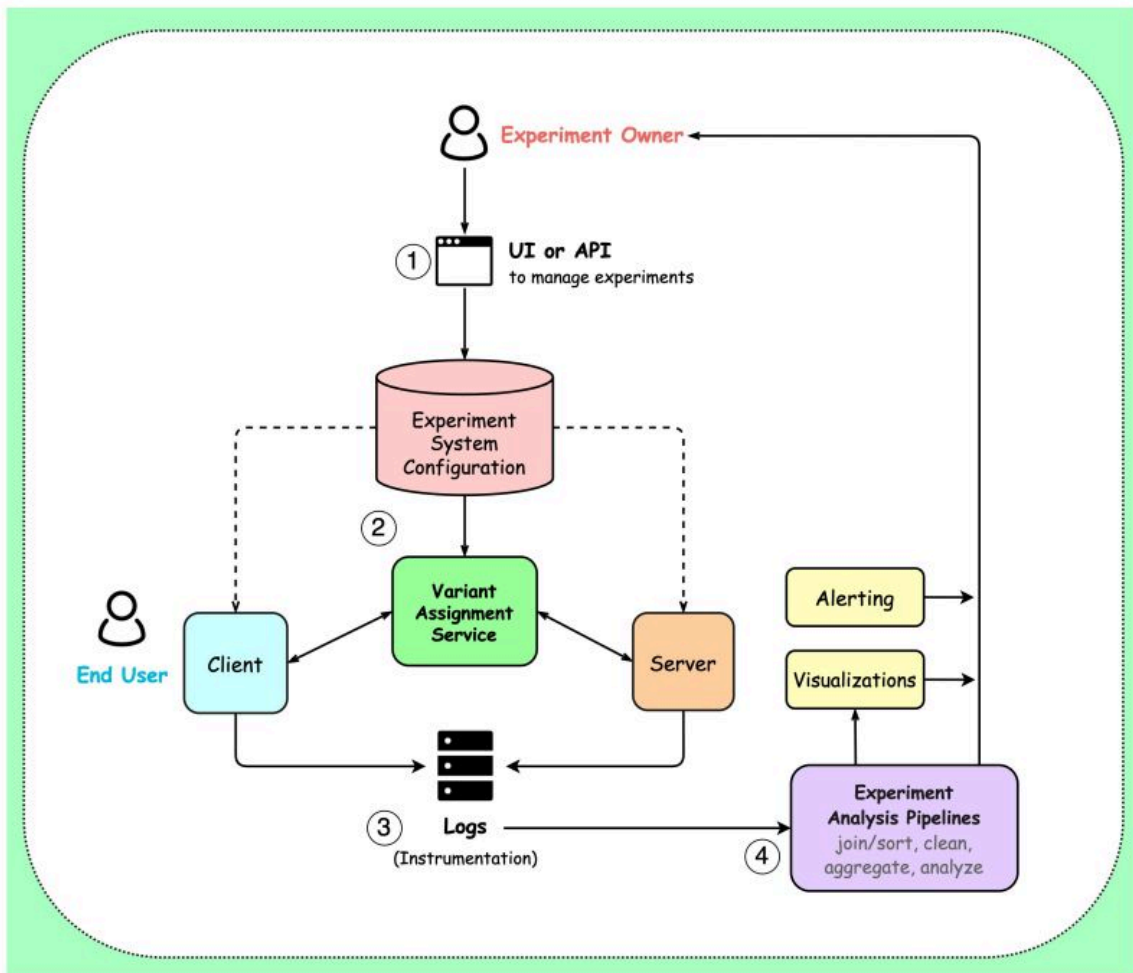 Experiment Owner
1
UI or API
to manage experiments
Experiment
System
Configuration
2
Variant
Assignment
Service
End User
Client
Server
Alerting
Visualizations
3
Logs
(Instrumentation)
4
Experiment
Analysis Pipelines
join/sort, clean,
aggregate, analyze